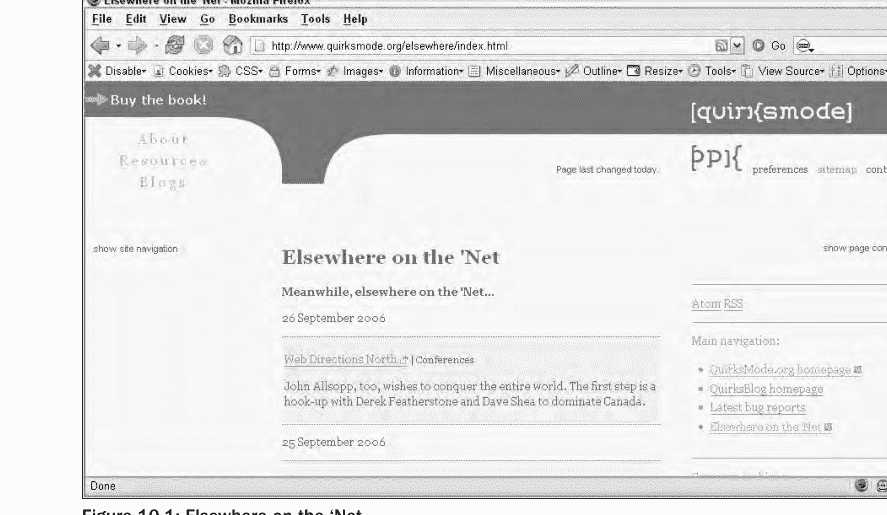 Elsewhere on the 'Net - Mozilla Firefox
File Edit View Go Bookmarks Tools Help
http://www.quirksmode.org/elsewhere/index.html Go
Disable Cookies CSS Forms Images Information Miscellaneous Outline Resize Tools View Source Options
Buy the book!
[quirksmode]
About
Resources
Blogs
Page last changed today.
preferences sitemap cont
show site navigation
show page con
Elsewhere on the 'Net
Meanwhile, elsewhere on the 'Net...
26 September 2006
Web Directions North | Conferences
John Allsopp, too, wishes to conquer the entire world. The first step is a
hook-up with Derek Featherstone and Dave Shea to dominate Canada.
25 September 2006
Atom RSS
Main navigation:
• QuirksMode.org homepage
• QuirksBlog homepage
• Latest bug reports
• Elsewhere on the 'Net
Done
Figure 10-1: Elsewhere on the 'Net